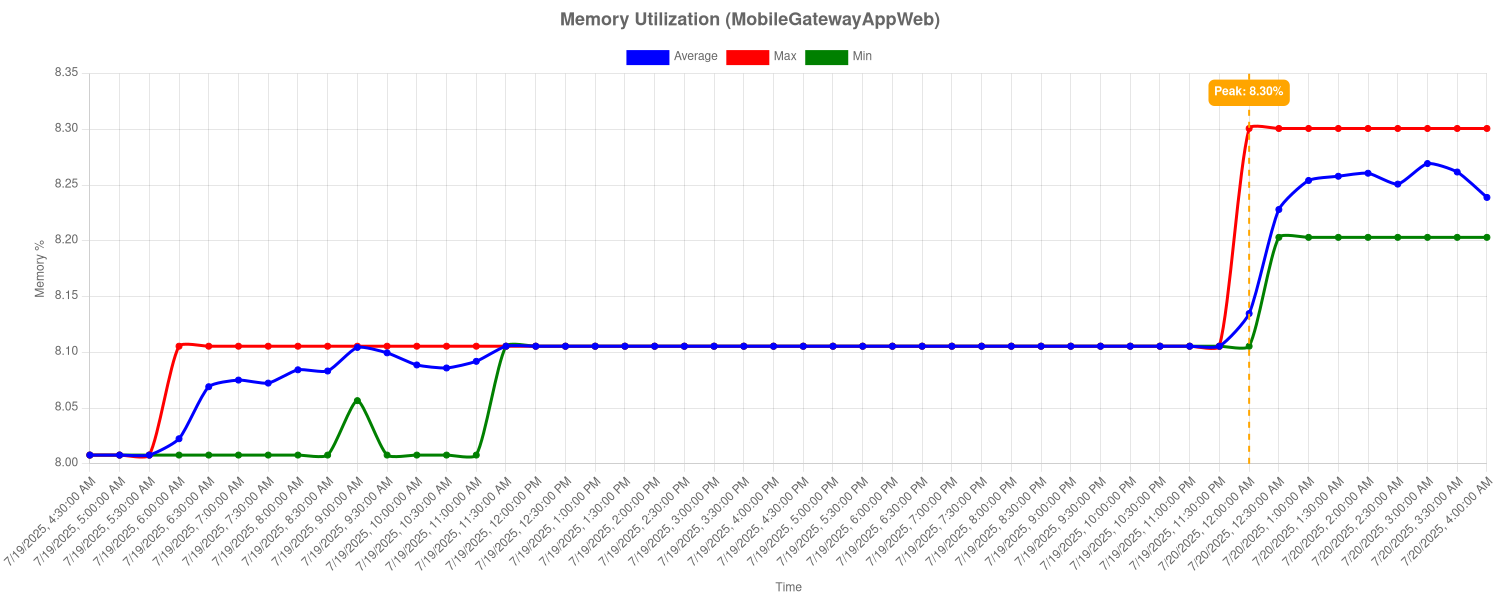 Memory Utilization (MobileGatewayAppWeb)
Average Max Min
8.35
Peak: 8.30%
8.30
8.25
8.20
8.15
8.10
8.05
8.00
Memory %
7/19/2025, 4:30:00 AM
7/19/2025, 5:00:00 AM
7/19/2025, 5:30:00 AM
7/19/2025, 6:00:00 AM
7/19/2025, 6:30:00 AM
7/19/2025, 7:00:00 AM
7/19/2025, 7:30:00 AM
7/19/2025, 8:00:00 AM
7/19/2025, 8:30:00 AM
7/19/2025, 9:00:00 AM
7/19/2025, 9:30:00 AM
7/19/2025, 10:00:00 AM
7/19/2025, 10:30:00 AM
7/19/2025, 11:00:00 AM
7/19/2025, 11:30:00 AM
7/19/2025, 12:00:00 PM
7/19/2025, 12:30:00 PM
7/19/2025, 1:00:00 PM
7/19/2025, 1:30:00 PM
7/19/2025, 2:00:00 PM
7/19/2025, 2:30:00 PM
7/19/2025, 3:00:00 PM
7/19/2025, 3:30:00 PM
7/19/2025, 4:00:00 PM
7/19/2025, 4:30:00 PM
7/19/2025, 5:00:00 PM
7/19/2025, 5:30:00 PM
7/19/2025, 6:00:00 PM
7/19/2025, 6:30:00 PM
7/19/2025, 7:00:00 PM
7/19/2025, 7:30:00 PM
7/19/2025, 8:00:00 PM
7/19/2025, 8:30:00 PM
7/19/2025, 9:00:00 PM
7/19/2025, 9:30:00 PM
7/19/2025, 10:00:00 PM
7/19/2025, 10:30:00 PM
7/19/2025, 11:00:00 PM
7/19/2025, 11:30:00 PM
7/20/2025, 12:00:00 AM
7/20/2025, 12:30:00 AM
7/20/2025, 1:00:00 AM
7/20/2025, 1:30:00 AM
7/20/2025, 2:00:00 AM
7/20/2025, 2:30:00 AM
7/20/2025, 3:00:00 AM
7/20/2025, 3:30:00 AM
7/20/2025, 4:00:00 AM
Time